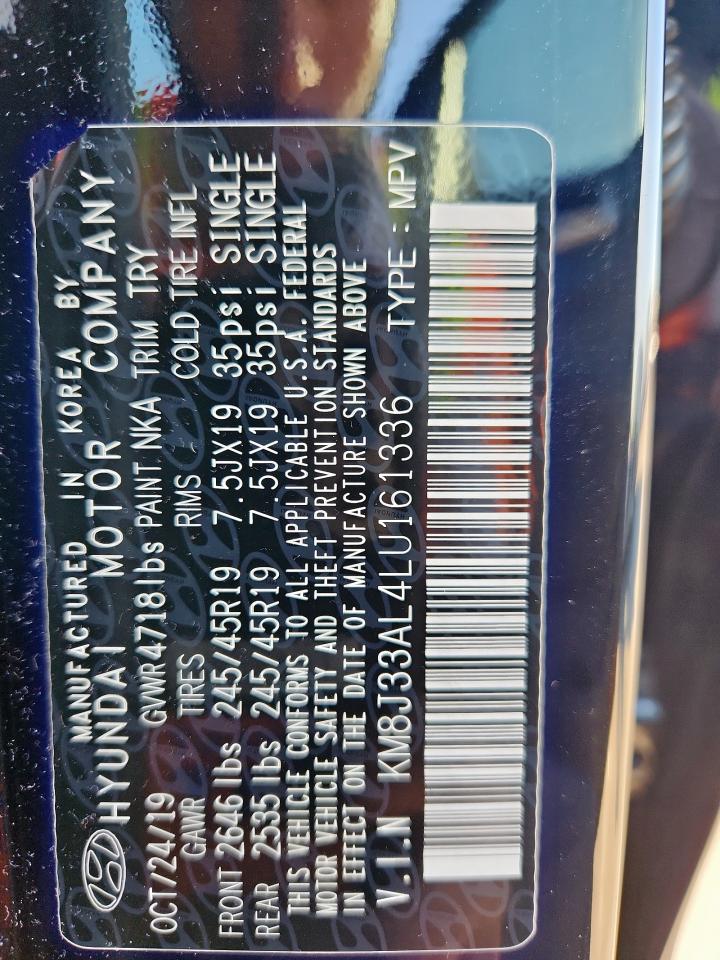 MANUFACTURED IN KOREA BY
HYUNDAI MOTOR COMPANY
OCT/24/19 GVWR4718lbs PAINT NKA TRIM TRY
GAWR TIRES RIMS COLD TIRE INFL
FRONT 2646 lbs 245/45R19 7.5JX19 35psi SINGLE
REAR 2535 lbs 245/45R19 7.5JX19 35psi SINGLE
THIS VEHICLE CONFORMS TO ALL APPLICABLE U.S.A. FEDERAL
MOTOR VEHICLE SAFETY AND THEFT PREVENTION STANDARDS
IN EFFECT ON THE DATE OF MANUFACTURE SHOWN ABOVE
V.I.N KM8J33AL4LU161336 TYPE : MPV